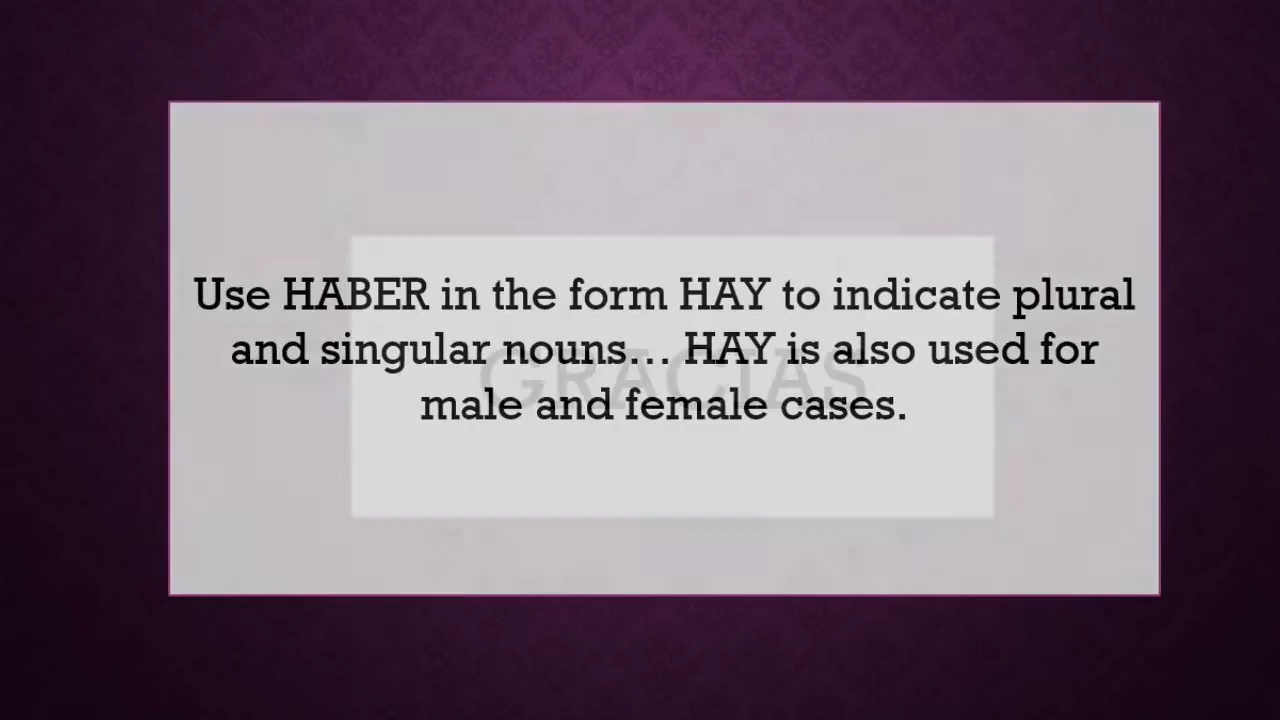 Use HABER in the form HAY to indicate plural
and singular nouns... HAY is also used for
male and female cases.
GRACIAS